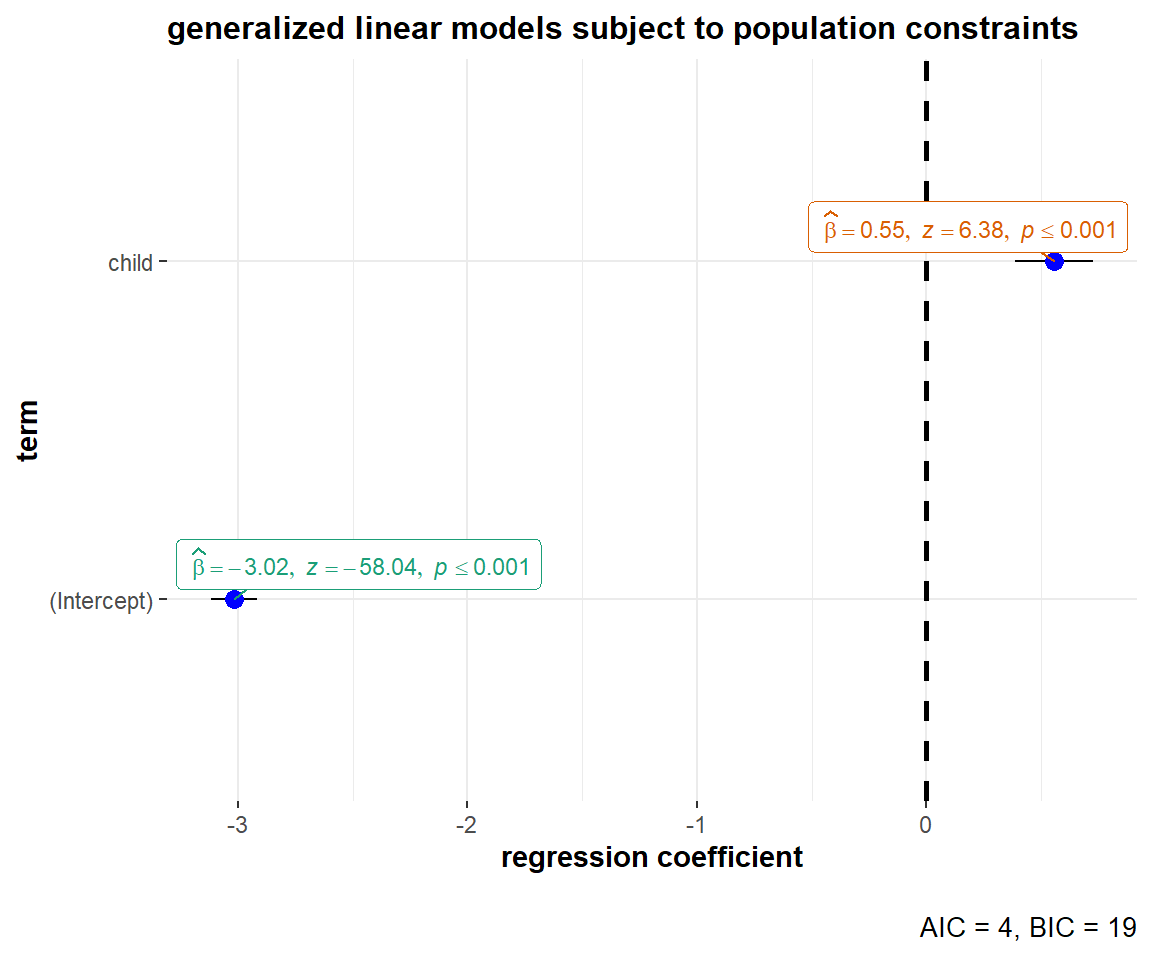 generalized linear models subject to population constraints
term
child
β̂ = 0.55, z = 6.38, p ≤ 0.001
(Intercept)
β̂ = −3.02, z = −58.04, p ≤ 0.001
-3 -2 -1 0
regression coefficient
AIC = 4, BIC = 19